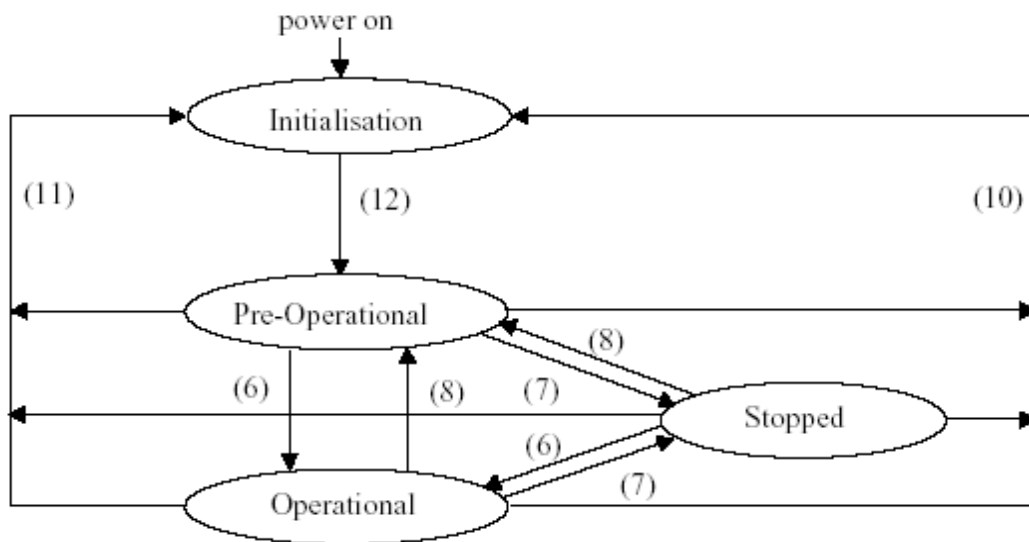 power on
Initialisation
(11)
(12)
(10)
Pre-Operational
(8)
(6)
(8)
(7)
Stopped
(6)
(7)
Operational